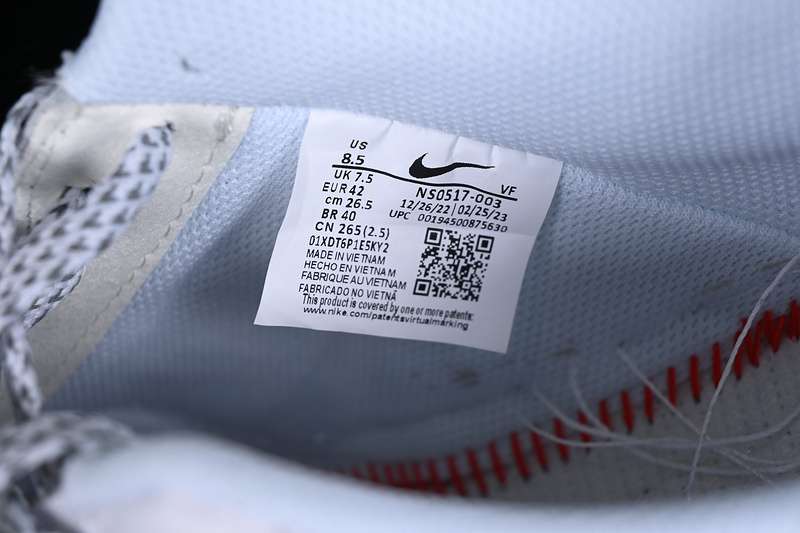 US
8.5
UK 7.5
EUR 42
cm 26.5
BR 40
CN 265(2.5)
01XDT6P1E5KY2
MADE IN VIETNAM
HECHO EN VIETNAM
FABRIQUE AU VIETNAM
FABRICADO NO VIETNÃ
This product is covered by one or more patents:
www.nike.com/patentsvirtualmarking
VF
NS0517-003
12/26/22 | 02/25/23
UPC 00194500875630